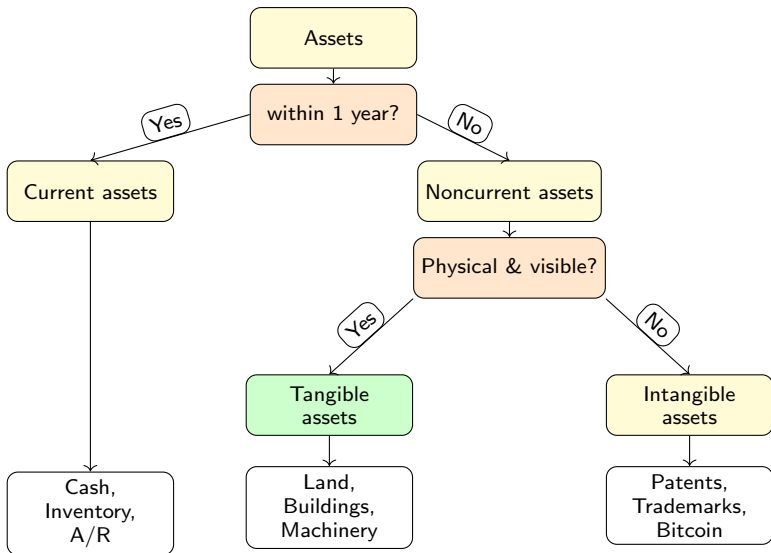 Assets
within 1 year?
Yes
No
Current assets
Noncurrent assets
Physical & visible?
Yes
No
Tangible
assets
Intangible
assets
Cash,
Inventory,
A/R
Land,
Buildings,
Machinery
Patents,
Trademarks,
Bitcoin